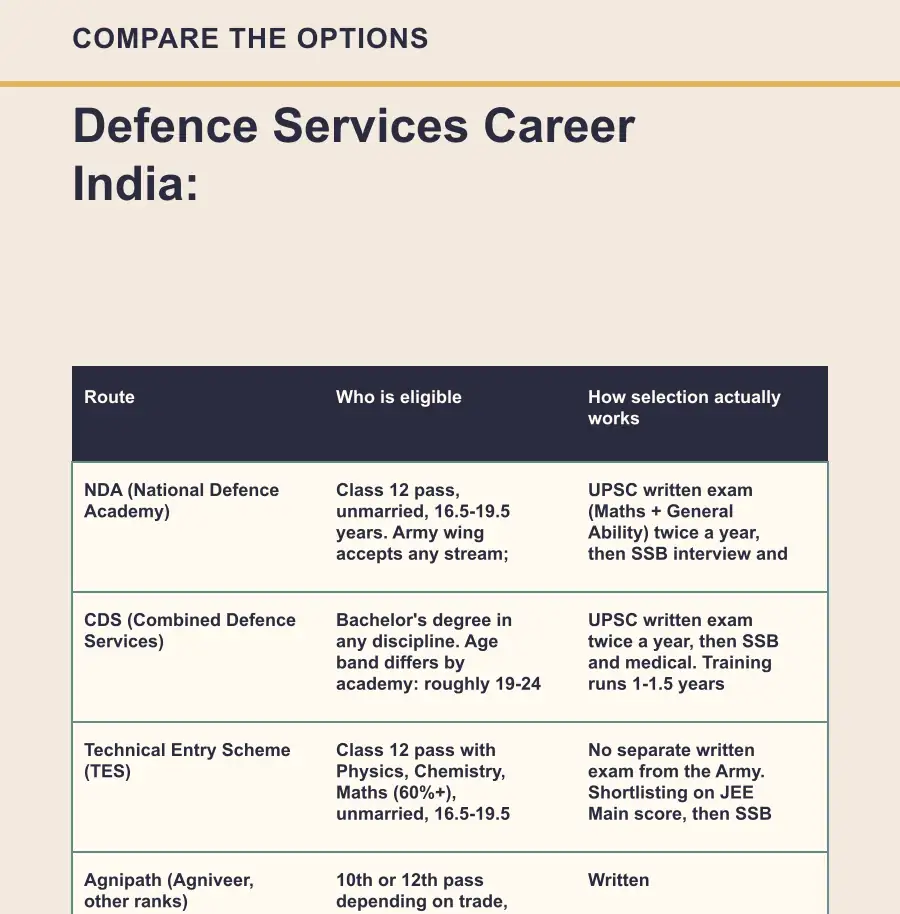 COMPARE THE OPTIONS
Defence Services Career
India:
Route
Who is eligible
How selection actually
works
NDA (National Defence
Academy)
Class 12 pass,
unmarried, 16.5-19.5
years. Army wing
accepts any stream;
UPSC written exam
(Maths + General
Ability) twice a year,
then SSB interview and
CDS (Combined Defence
Services)
Bachelor's degree in
any discipline. Age
band differs by
academy: roughly 19-24
UPSC written exam
twice a year, then SSB
and medical. Training
runs 1-1.5 years
Technical Entry Scheme
(TES)
Class 12 pass with
Physics, Chemistry,
Maths (60%+),
unmarried, 16.5-19.5
No separate written
exam from the Army.
Shortlisting on JEE
Main score, then SSB
Agnipath (Agniveer,
other ranks)
10th or 12th pass
depending on trade,
Written